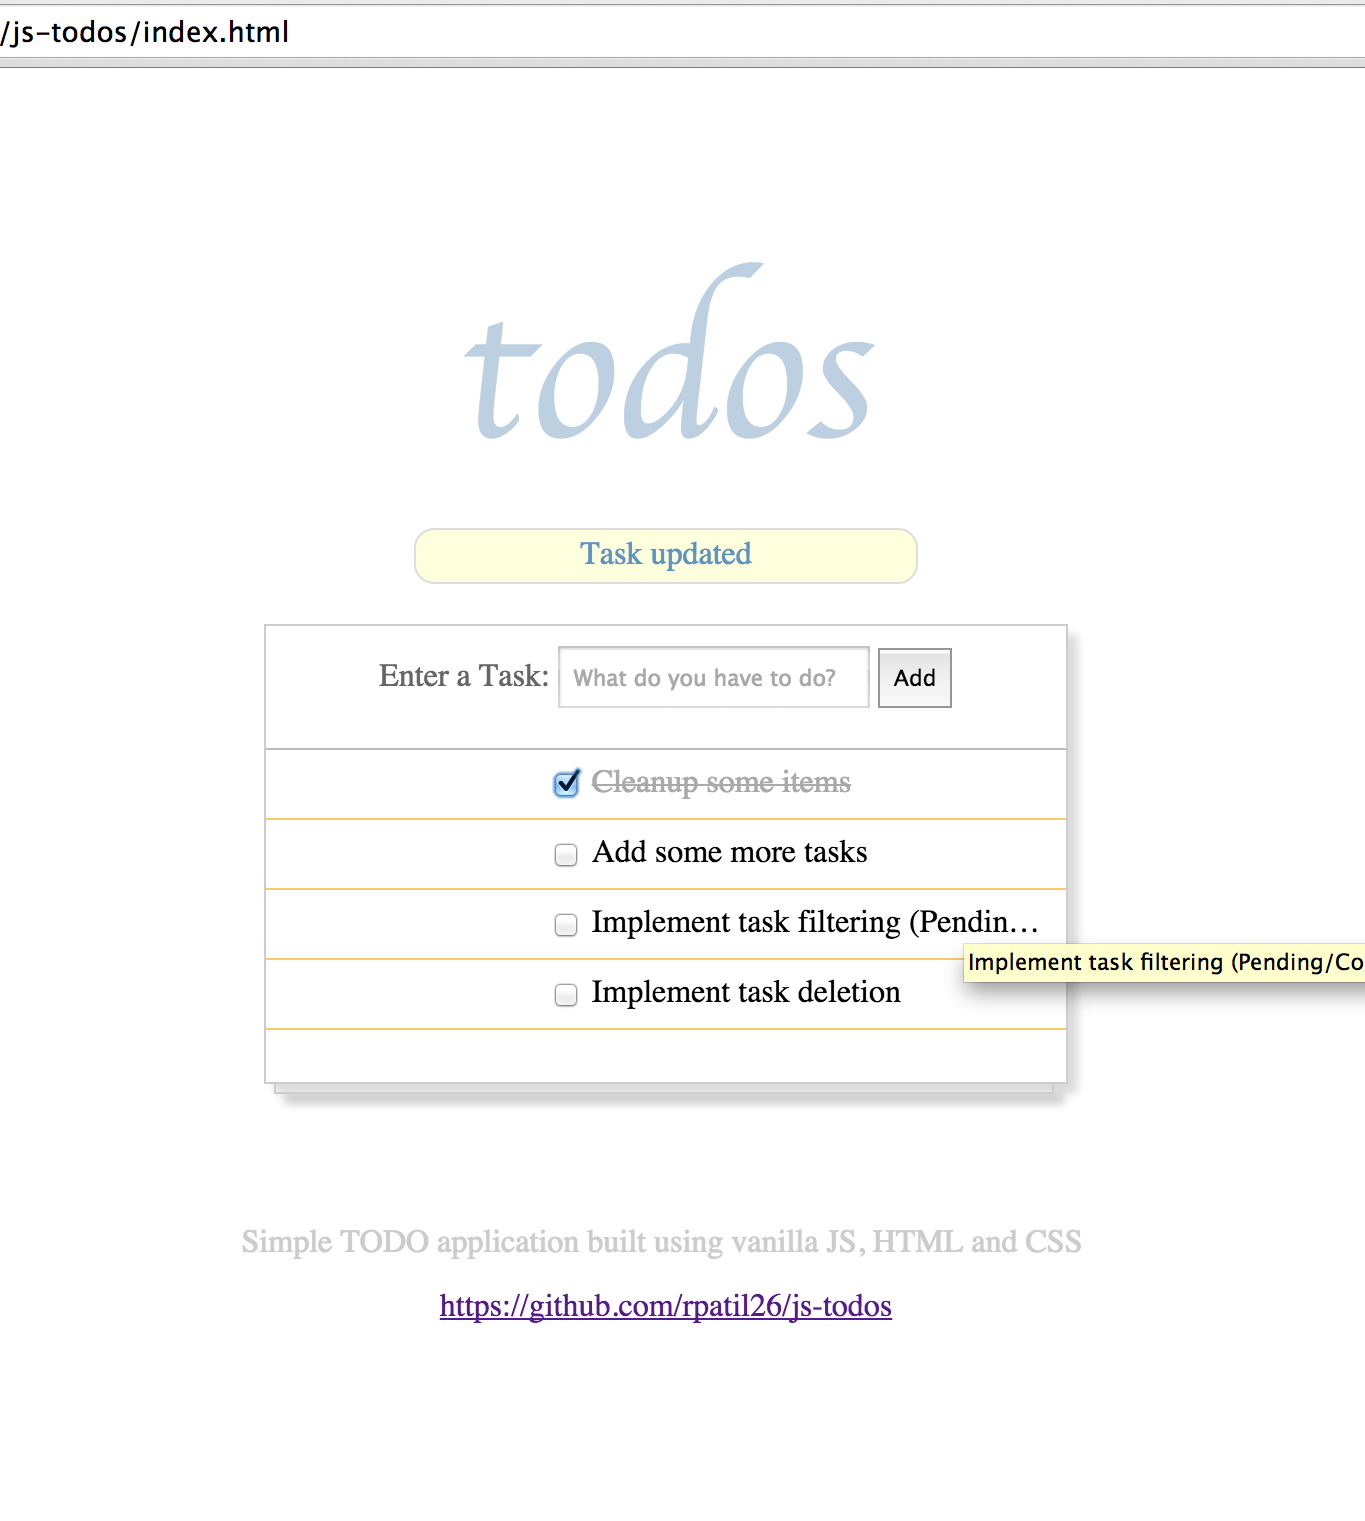 /js-todos/index.html
todos
Task updated
Enter a Task: What do you have to do? Add
Cleanup some items
Add some more tasks
Implement task filtering (Pendin…
Implement task filtering (Pending/Co
Implement task deletion
Simple TODO application built using vanilla JS, HTML and CSS
https://github.com/rpatil26/js-todos